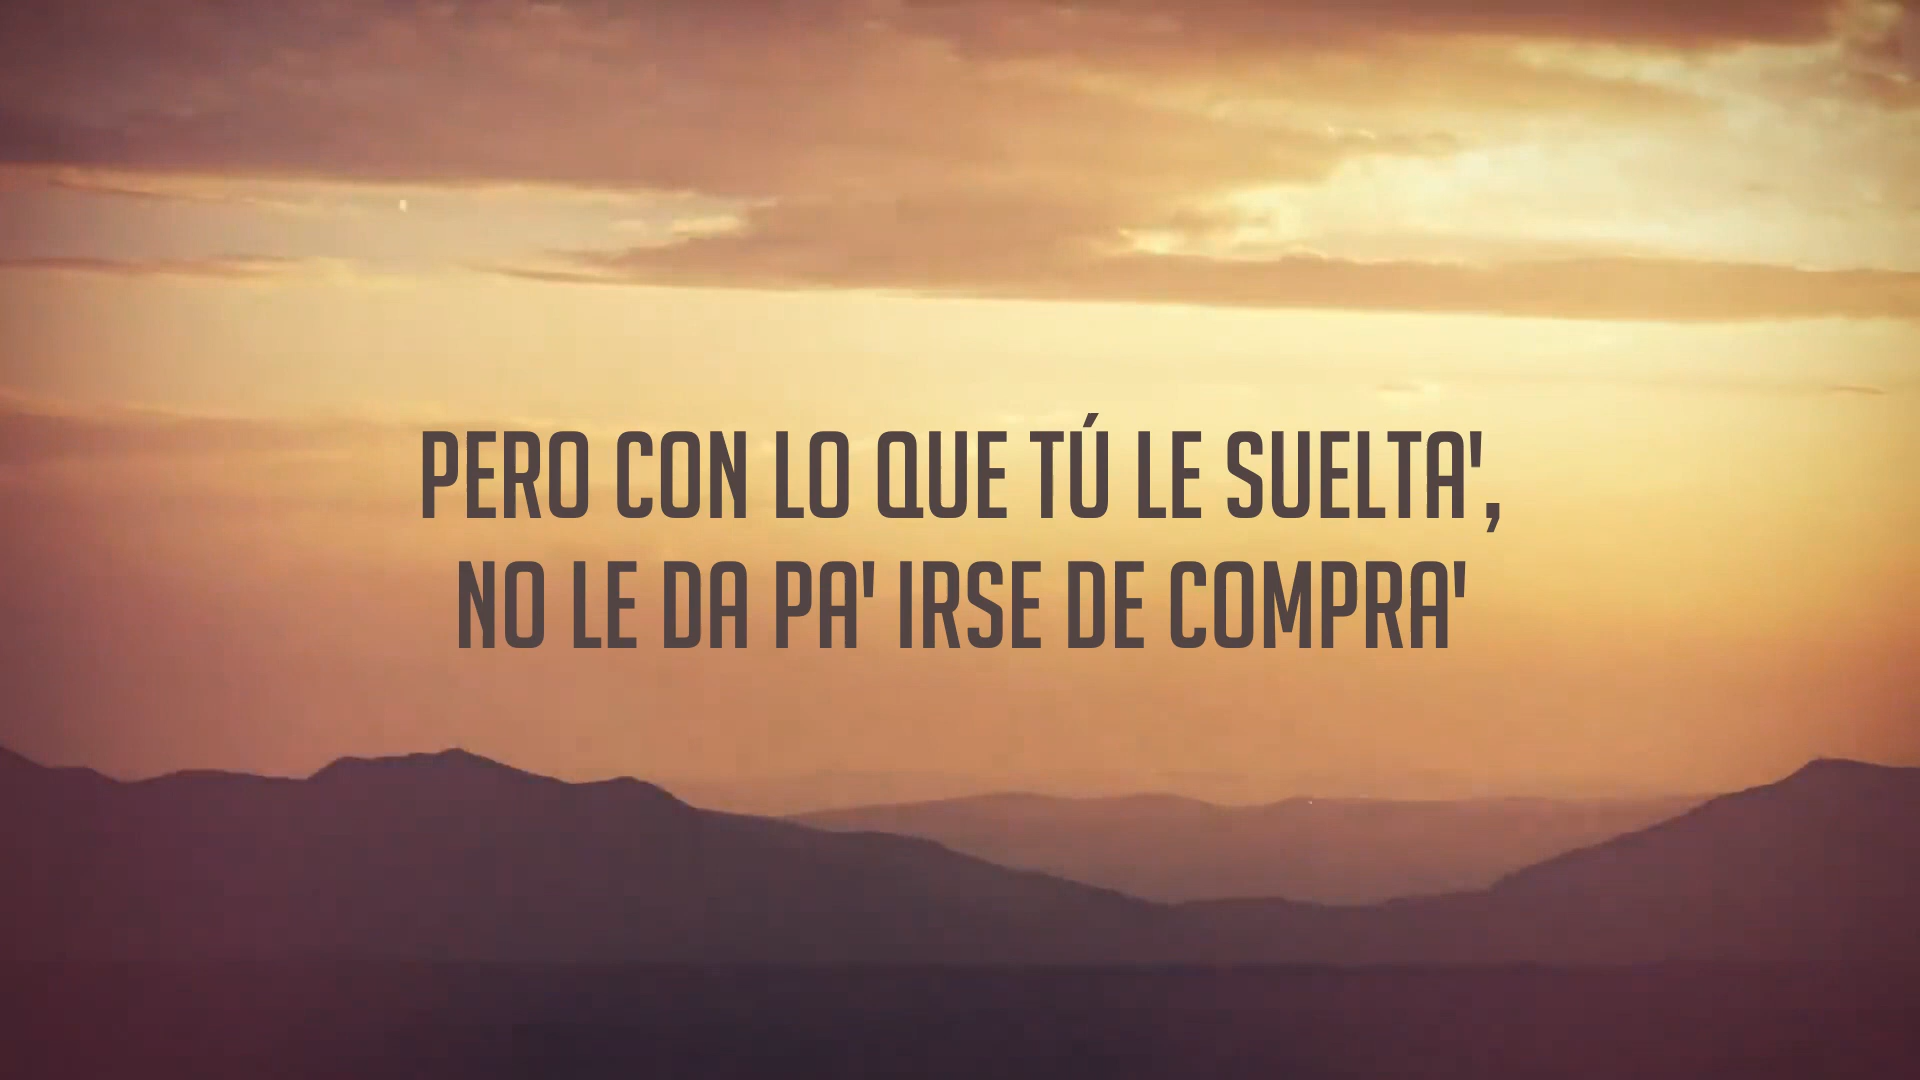 PERO CON LO QUE TÚ LE SUELTA',
NO LE DA PA' IRSE DE COMPRA'